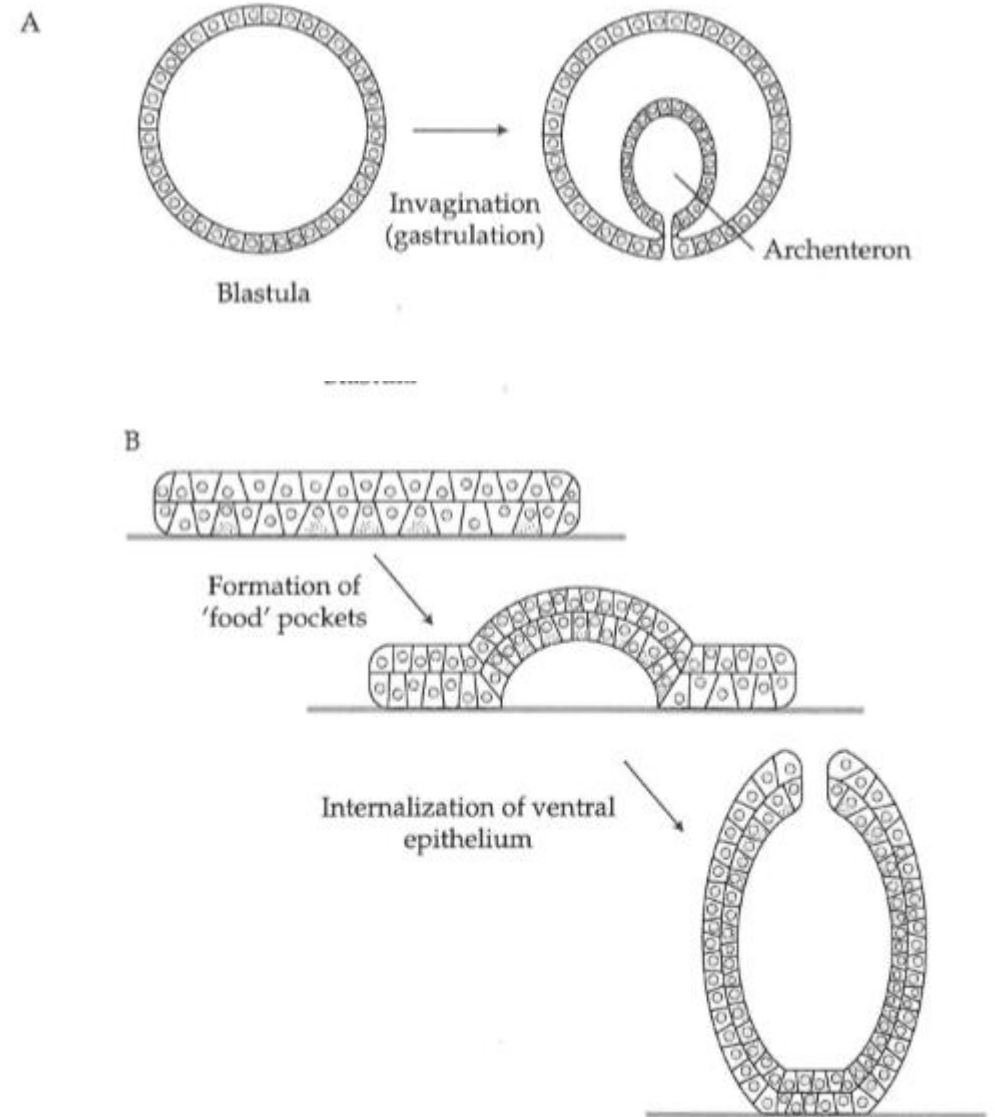 A
Invagination
(gastrulation)
Archenteron
Blastula
B
Formation of
'food' pockets
Internalization of ventral
epithelium